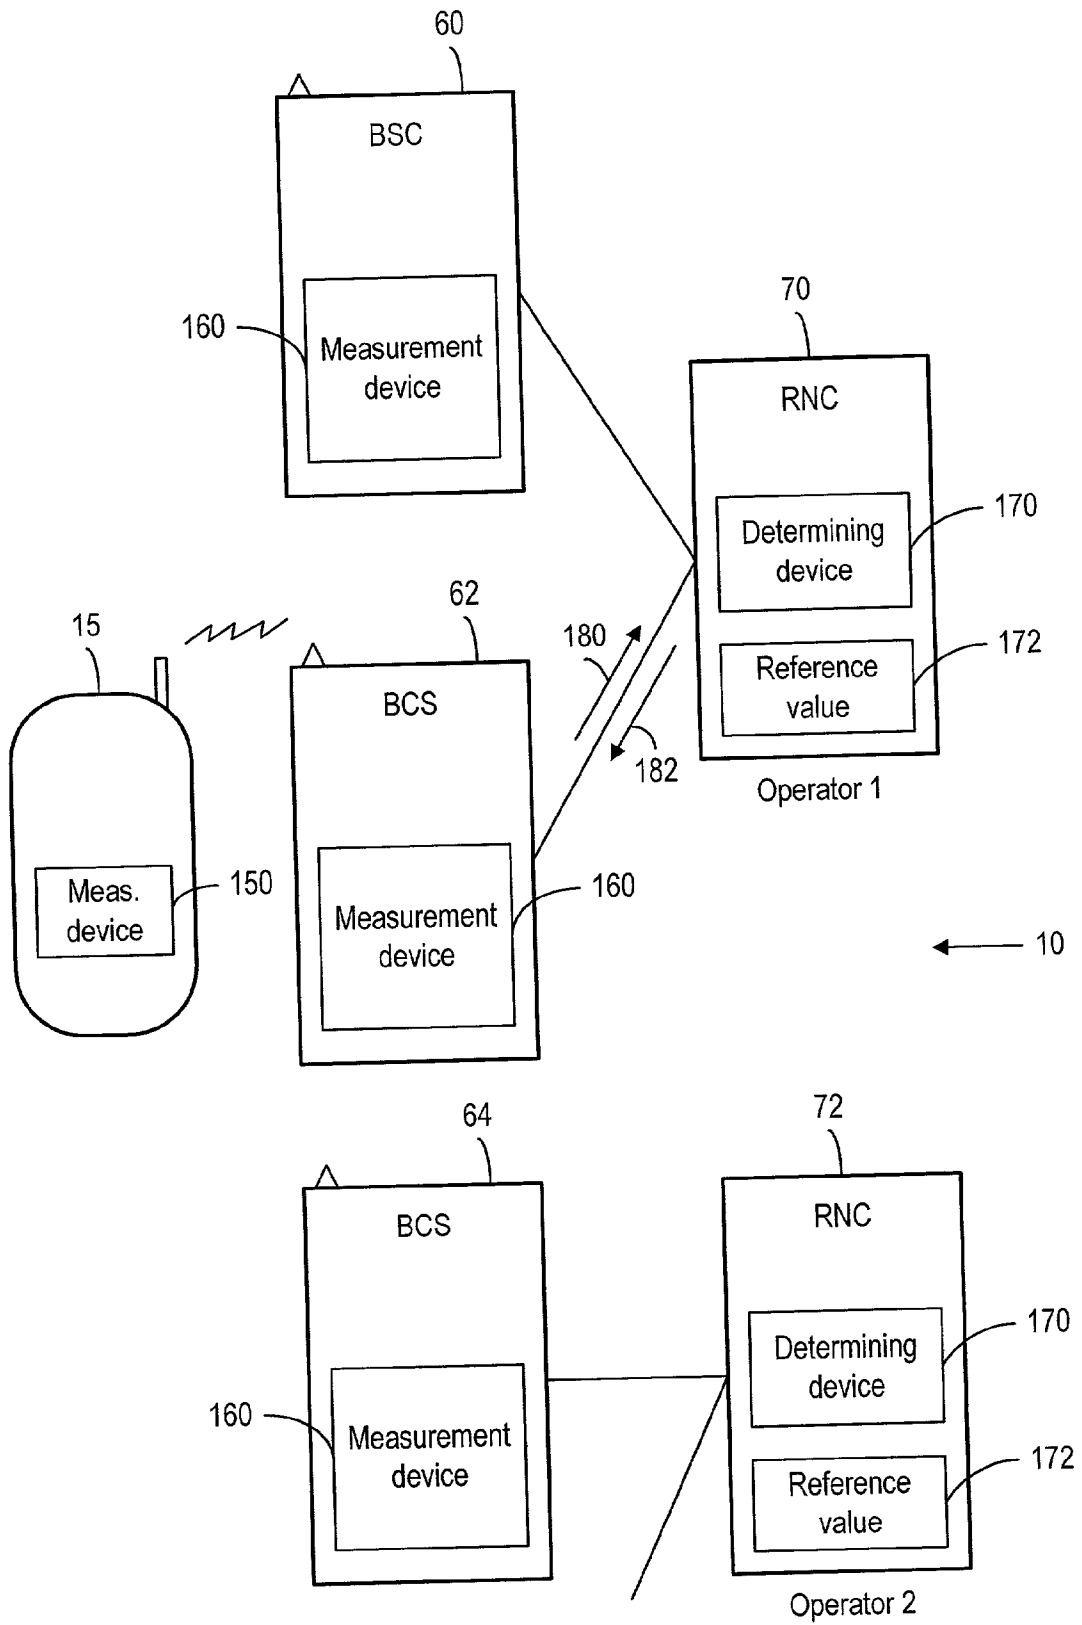 60
BSC
160
Measurement
device
70
RNC
170
Determining
device
172
Reference
value
Operator 1
15
62
BCS
180
182
Meas.
device
150
160
Measurement
device
10
64
BCS
160
Measurement
device
72
RNC
170
Determining
device
172
Reference
value
Operator 2